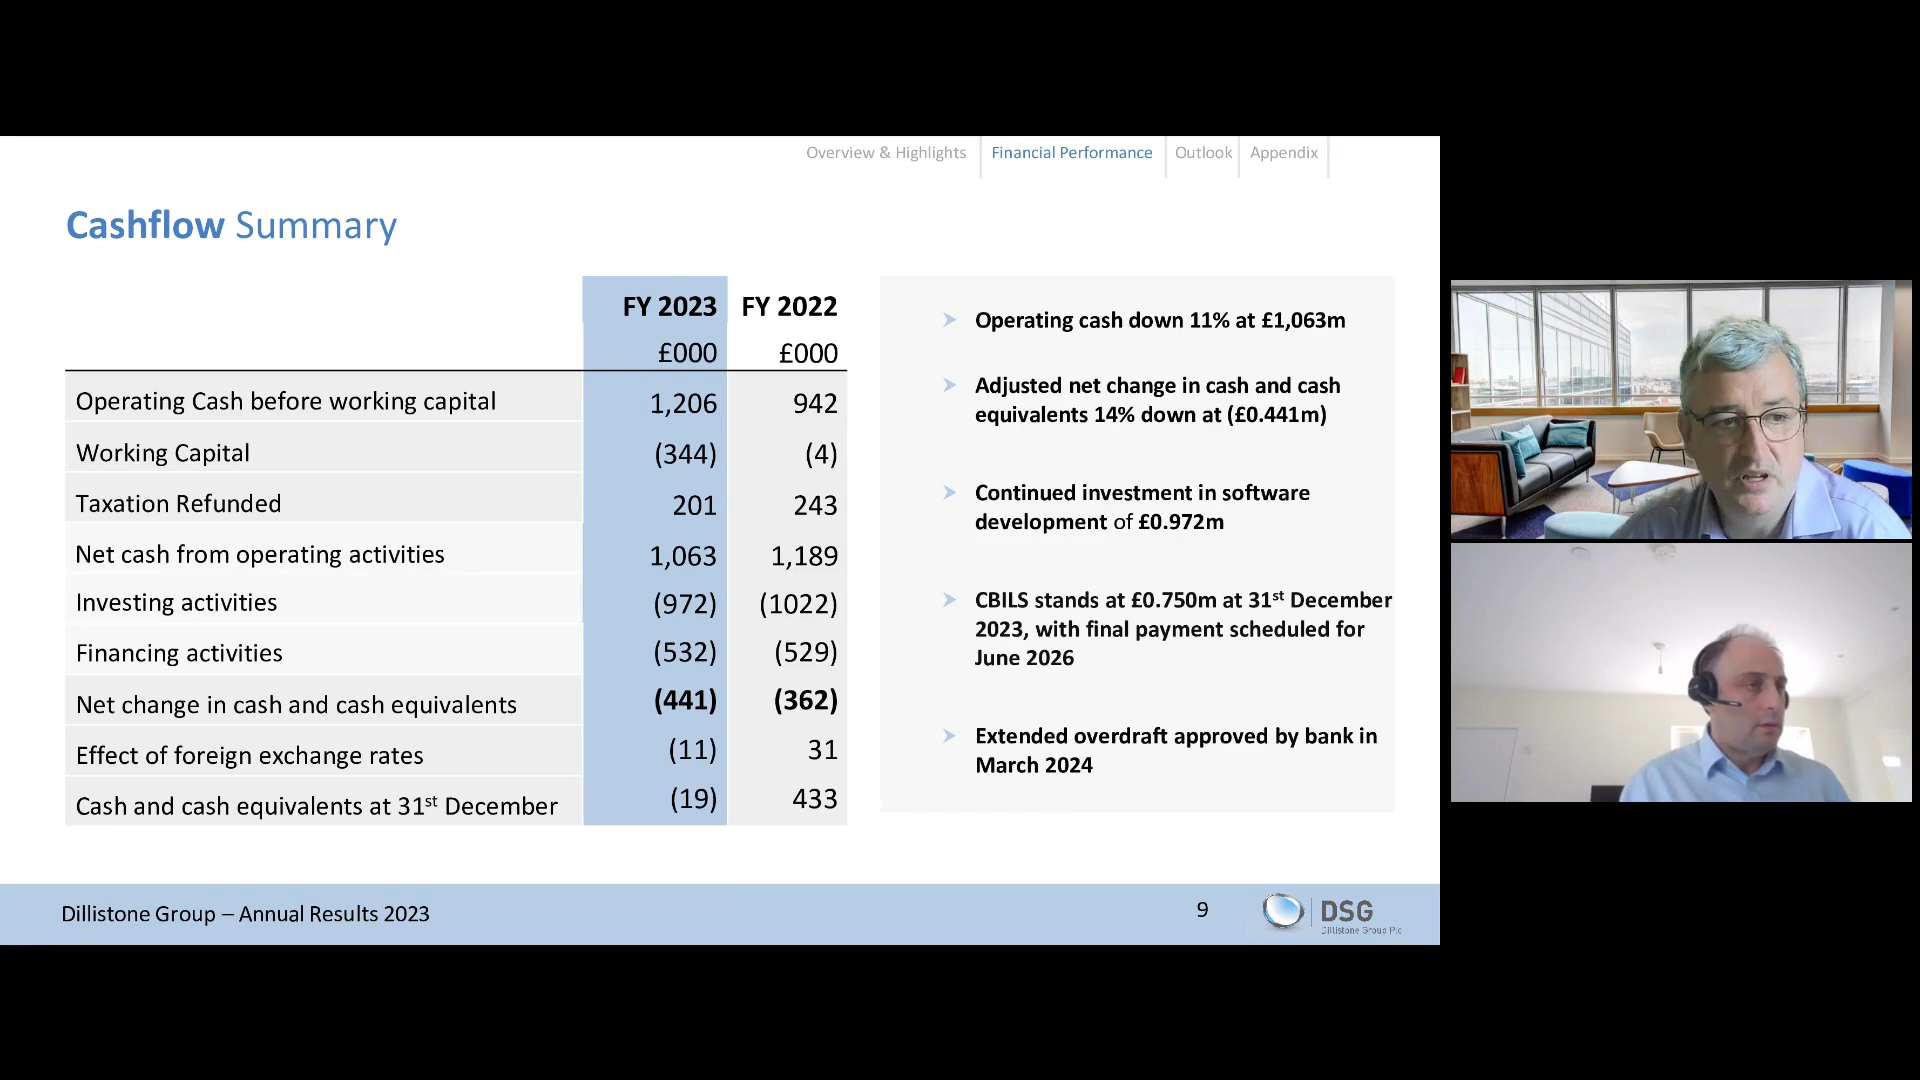 Overview & Highlights Financial Performance Outlook Appendix
Cashflow Summary
FY 2023 FY 2022
£000 £000
Operating Cash before working capital 1,206 942
Working Capital (344) (4)
Taxation Refunded 201 243
Net cash from operating activities 1,063 1,189
Investing activities (972) (1022)
Financing activities (532) (529)
Net change in cash and cash equivalents (441) (362)
Effect of foreign exchange rates (11) 31
Cash and cash equivalents at 31st December (19) 433
Operating cash down 11% at £1,063m
Adjusted net change in cash and cash
equivalents 14% down at (£0.441m)
Continued investment in software
development of £0.972m
CBILS stands at £0.750m at 31st December
2023, with final payment scheduled for
June 2026
Extended overdraft approved by bank in
March 2024
Dillistone Group – Annual Results 2023
9
DSG
Dillistone Group Plc